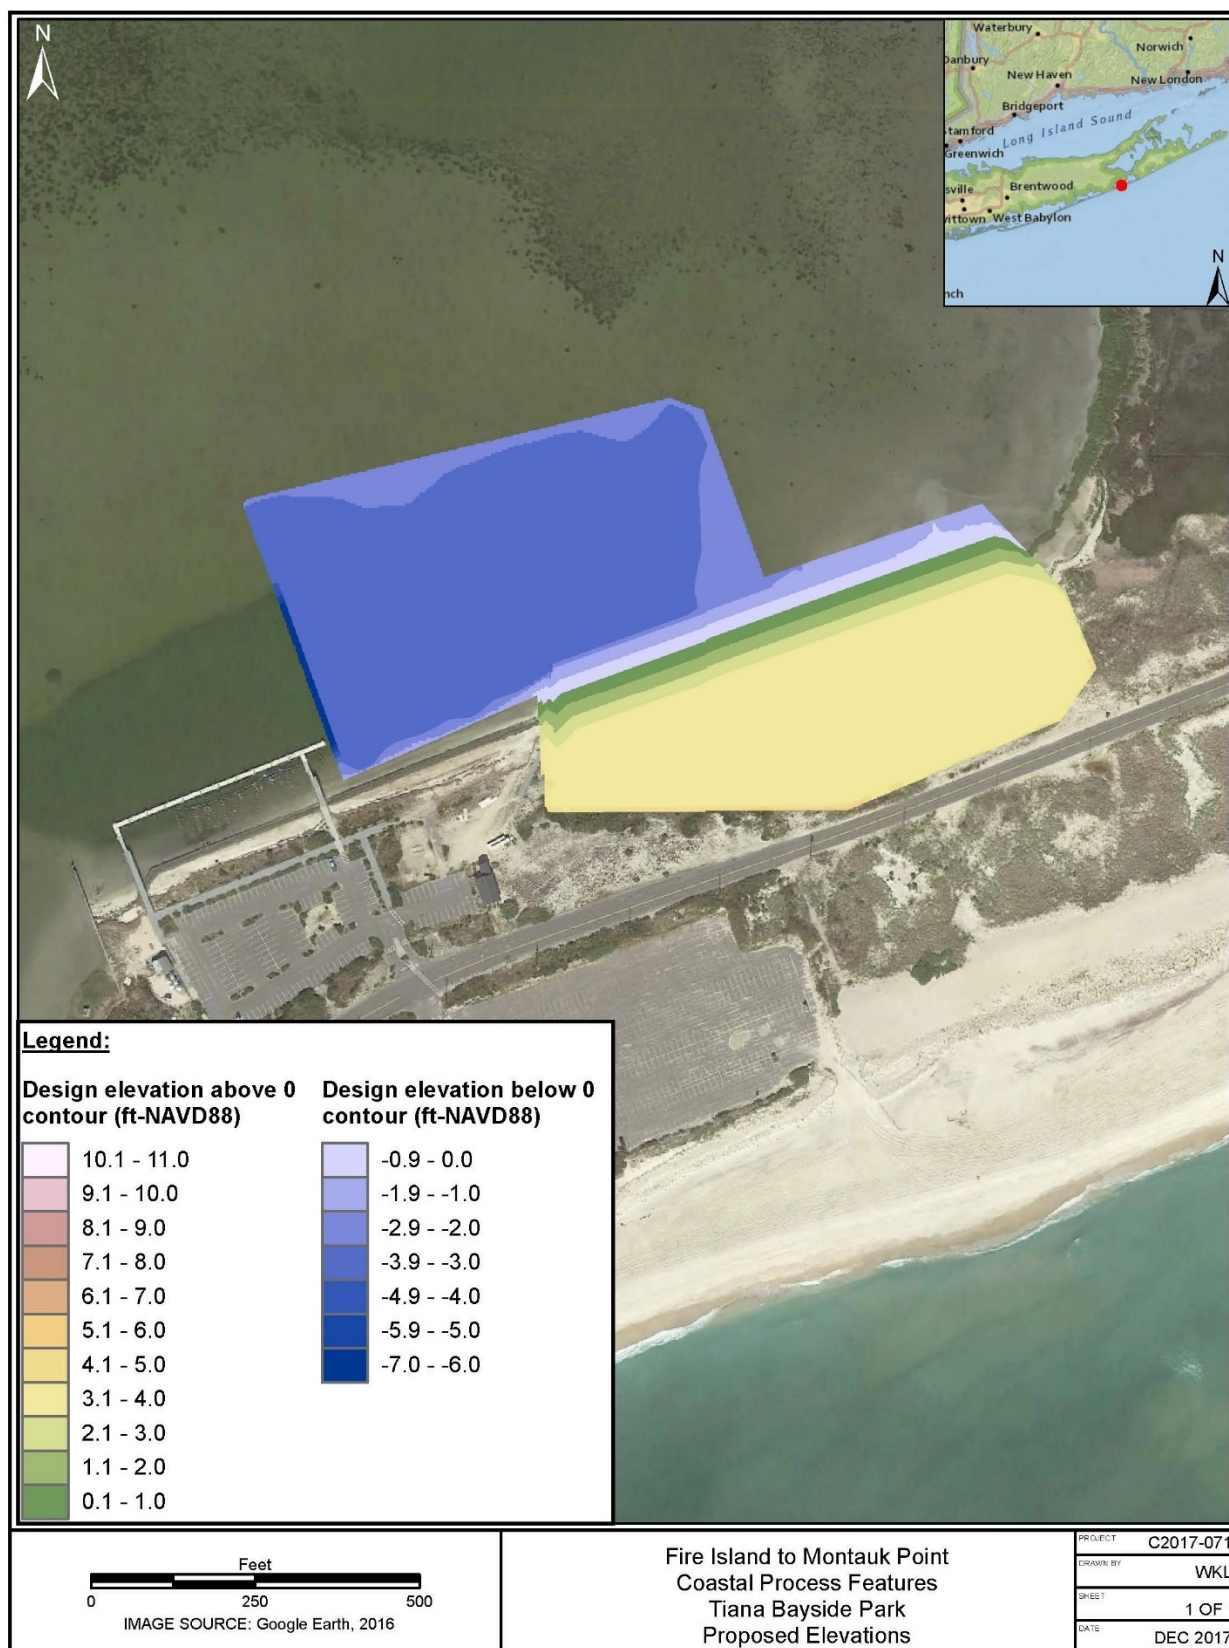 N
Waterbury
Danbury
Norwich
New Haven
New London
Bridgeport
Long Island Sound
Stamford
Greenwich
sville
Brentwood
vittown
West Babylon
nch
N
Legend:
Design elevation above 0
contour (ft-NAVD88)
10.1 - 11.0
9.1 - 10.0
8.1 - 9.0
7.1 - 8.0
6.1 - 7.0
5.1 - 6.0
4.1 - 5.0
3.1 - 4.0
2.1 - 3.0
1.1 - 2.0
0.1 - 1.0
Design elevation below 0
contour (ft-NAVD88)
-0.9 - 0.0
-1.9 - -1.0
-2.9 - -2.0
-3.9 - -3.0
-4.9 - -4.0
-5.9 - -5.0
-7.0 - -6.0
Feet
0 250 500
IMAGE SOURCE: Google Earth, 2016
Fire Island to Montauk Point
Coastal Process Features
Tiana Bayside Park
Proposed Elevations
PROJECT C2017-071
DRAWN BY WKL
SHEET 1 OF
DATE DEC 2017